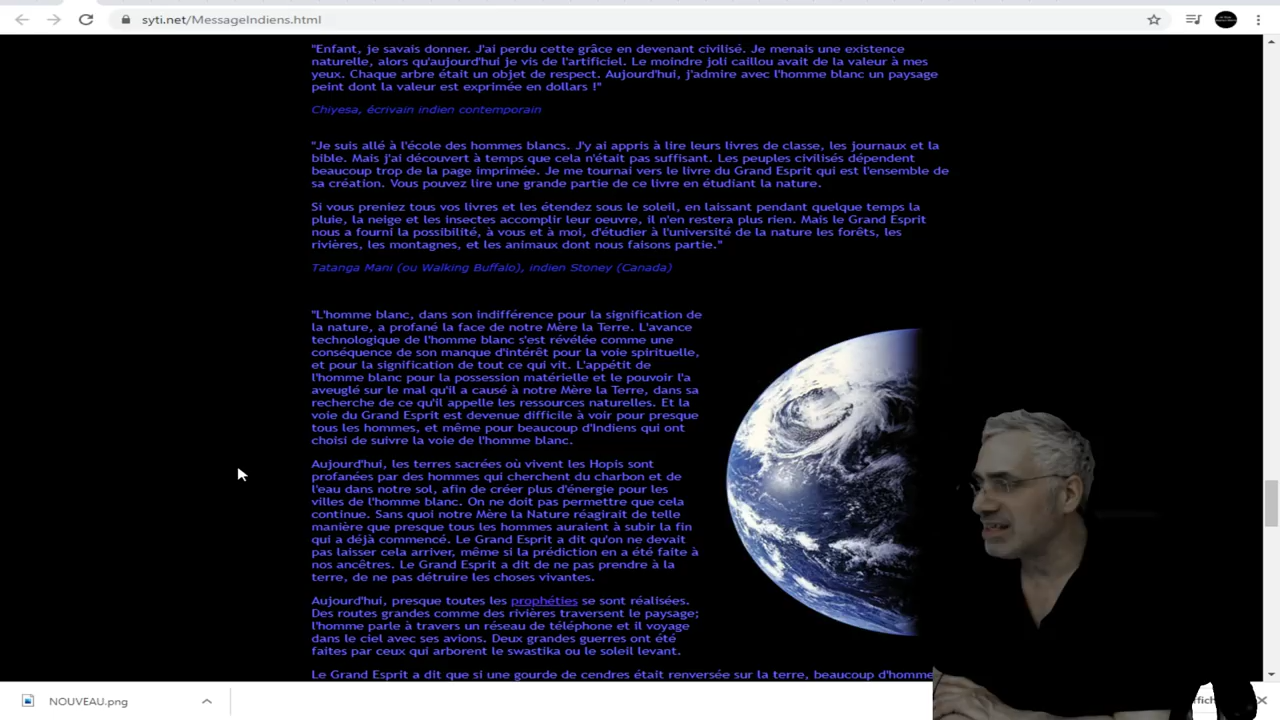 syti.net/MessageIndiens.html
"Enfant, je savais donner. J'ai perdu cette grâce en devenant civilisé. Je menais une existence
naturelle, alors qu'aujourd'hui je vis de l'artificiel. Le moindre joli caillou avait de la valeur à mes
yeux. Chaque arbre était un objet de respect. Aujourd'hui, j'admire avec l'homme blanc un paysage
peint dont la valeur est exprimée en dollars !"
Chiyesa, écrivain indien contemporain
"Je suis allé à l'école des hommes blancs. J'y ai appris à lire leurs livres de classe, les journaux et la
bible. Mais j'ai découvert à temps que cela n'était pas suffisant. Les peuples civilisés dépendent
beaucoup trop de la page imprimée. Je me tournai vers le livre du Grand Esprit qui est l'ensemble de
sa création. Vous pouvez lire une grande partie de ce livre en étudiant la nature.
Si vous preniez tous vos livres et les étendez sous le soleil, en laissant pendant quelque temps la
pluie, la neige et les insectes accomplir leur oeuvre, il n'en restera plus rien. Mais le Grand Esprit
nous a fourni la possibilité, à vous et à moi, d'étudier à l'université de la nature les forêts, les
rivières, les montagnes, et les animaux dont nous faisons partie."
Tatanga Mani (ou Walking Buffalo), indien Stoney (Canada)
"L'homme blanc, dans son indifférence pour la signification de
la nature, a profané la face de notre Mère la Terre. L'avance
technologique de l'homme blanc s'est révélée comme une
conséquence de son manque d'intérêt pour la voie spirituelle,
et pour la signification de tout ce qui vit. L'appétit de
l'homme blanc pour la possession matérielle et le pouvoir l'a
aveuglé sur le mal qu'il a causé à notre Mère la Terre, dans sa
recherche de ce qu'il appelle les ressources naturelles. Et la
voie du Grand Esprit est devenue difficile à voir pour presque
tous les hommes, et même pour beaucoup d'Indiens qui ont
choisi de suivre la voie de l'homme blanc.
Aujourd'hui, les terres sacrées où vivent les Hopis sont
profanées par des hommes qui cherchent du charbon et de
l'eau dans notre sol, afin de créer plus d'énergie pour les
villes de l'homme blanc. On ne doit pas permettre que cela
continue. Sans quoi notre Mère la Nature réagirait de telle
manière que presque tous les hommes auraient à subir la fin
qui a déjà commencé. Le Grand Esprit a dit qu'on ne devait
pas laisser cela arriver, même si la prédiction en a été faite à
nos ancêtres. Le Grand Esprit a dit de ne pas prendre à la
terre, de ne pas détruire les choses vivantes.
Aujourd'hui, presque toutes les prophéties se sont réalisées.
Des routes grandes comme des rivières traversent le paysage;
l'homme parle à travers un réseau de téléphone et il voyage
dans le ciel avec ses avions. Deux grandes guerres ont été
faites par ceux qui arborent le swastika ou le soleil levant.
Le Grand Esprit a dit que si une gourde de cendres était renversée sur la terre, beaucoup d'homme
NOUVEAU.png